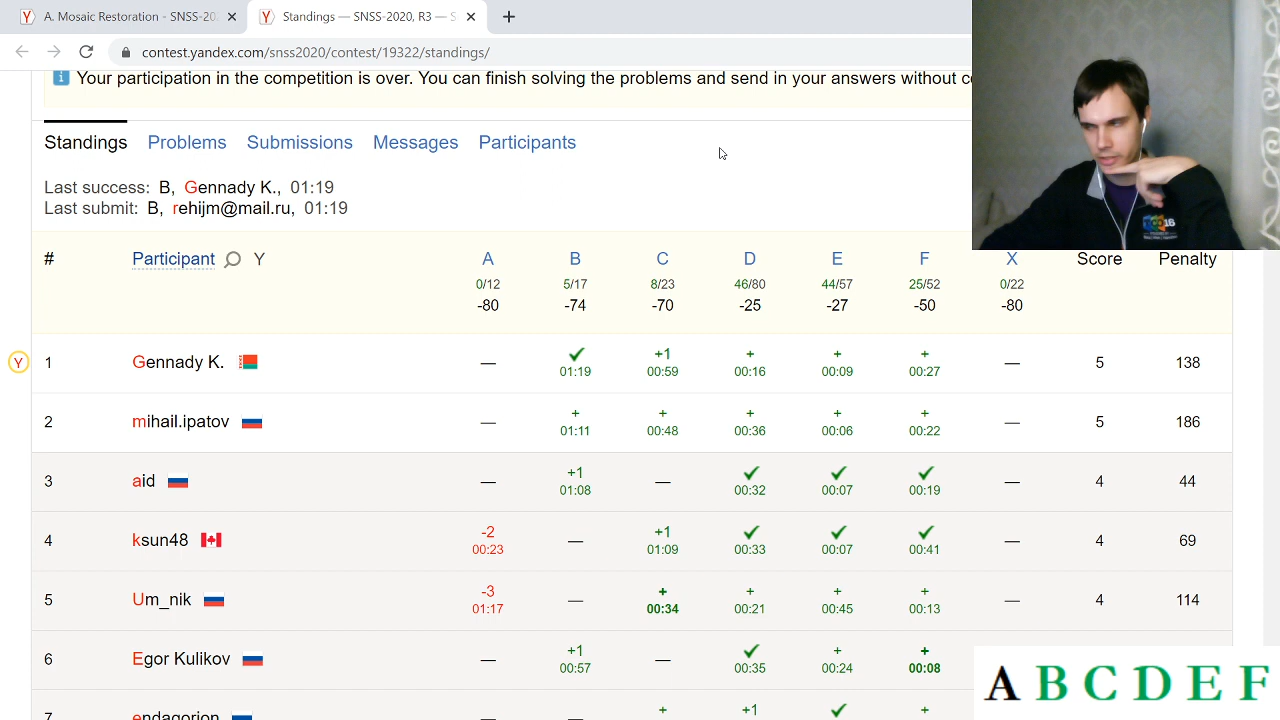 A. Mosaic Restoration - SNSS-20
Standings — SNSS-2020, R3 — S
contest.yandex.com/snss2020/contest/19322/standings/
Your participation in the competition is over. You can finish solving the problems and send in your answers without
Standings Problems Submissions Messages Participants
Last success: B, Gennady K., 01:19
Last submit: B, rehijm@mail.ru, 01:19
# Participant Y A B C D E F X Score Penalty
0/12 5/17 8/23 46/80 44/57 25/52 0/22
-80 -74 -70 -25 -27 -50 -80
Y 1 Gennady K. — ✓ +1 + + + — 5 138
01:19 00:59 00:16 00:09 00:27
2 mihail.ipatov — + + + + + — 5 186
01:11 00:48 00:36 00:06 00:22
3 aid — +1 — ✓ ✓ ✓ — 4 44
01:08 00:32 00:07 00:19
4 ksun48 -2 — +1 ✓ ✓ ✓ — 4 69
00:23 01:09 00:33 00:07 00:41
5 Um_nik -3 — + + + + — 4 114
01:17 00:34 00:21 00:45 00:13
6 Egor Kulikov — +1 — ✓ + +
00:57 00:35 00:24 00:08
7 endagorion — — + +1 ✓ +
A B C D E F